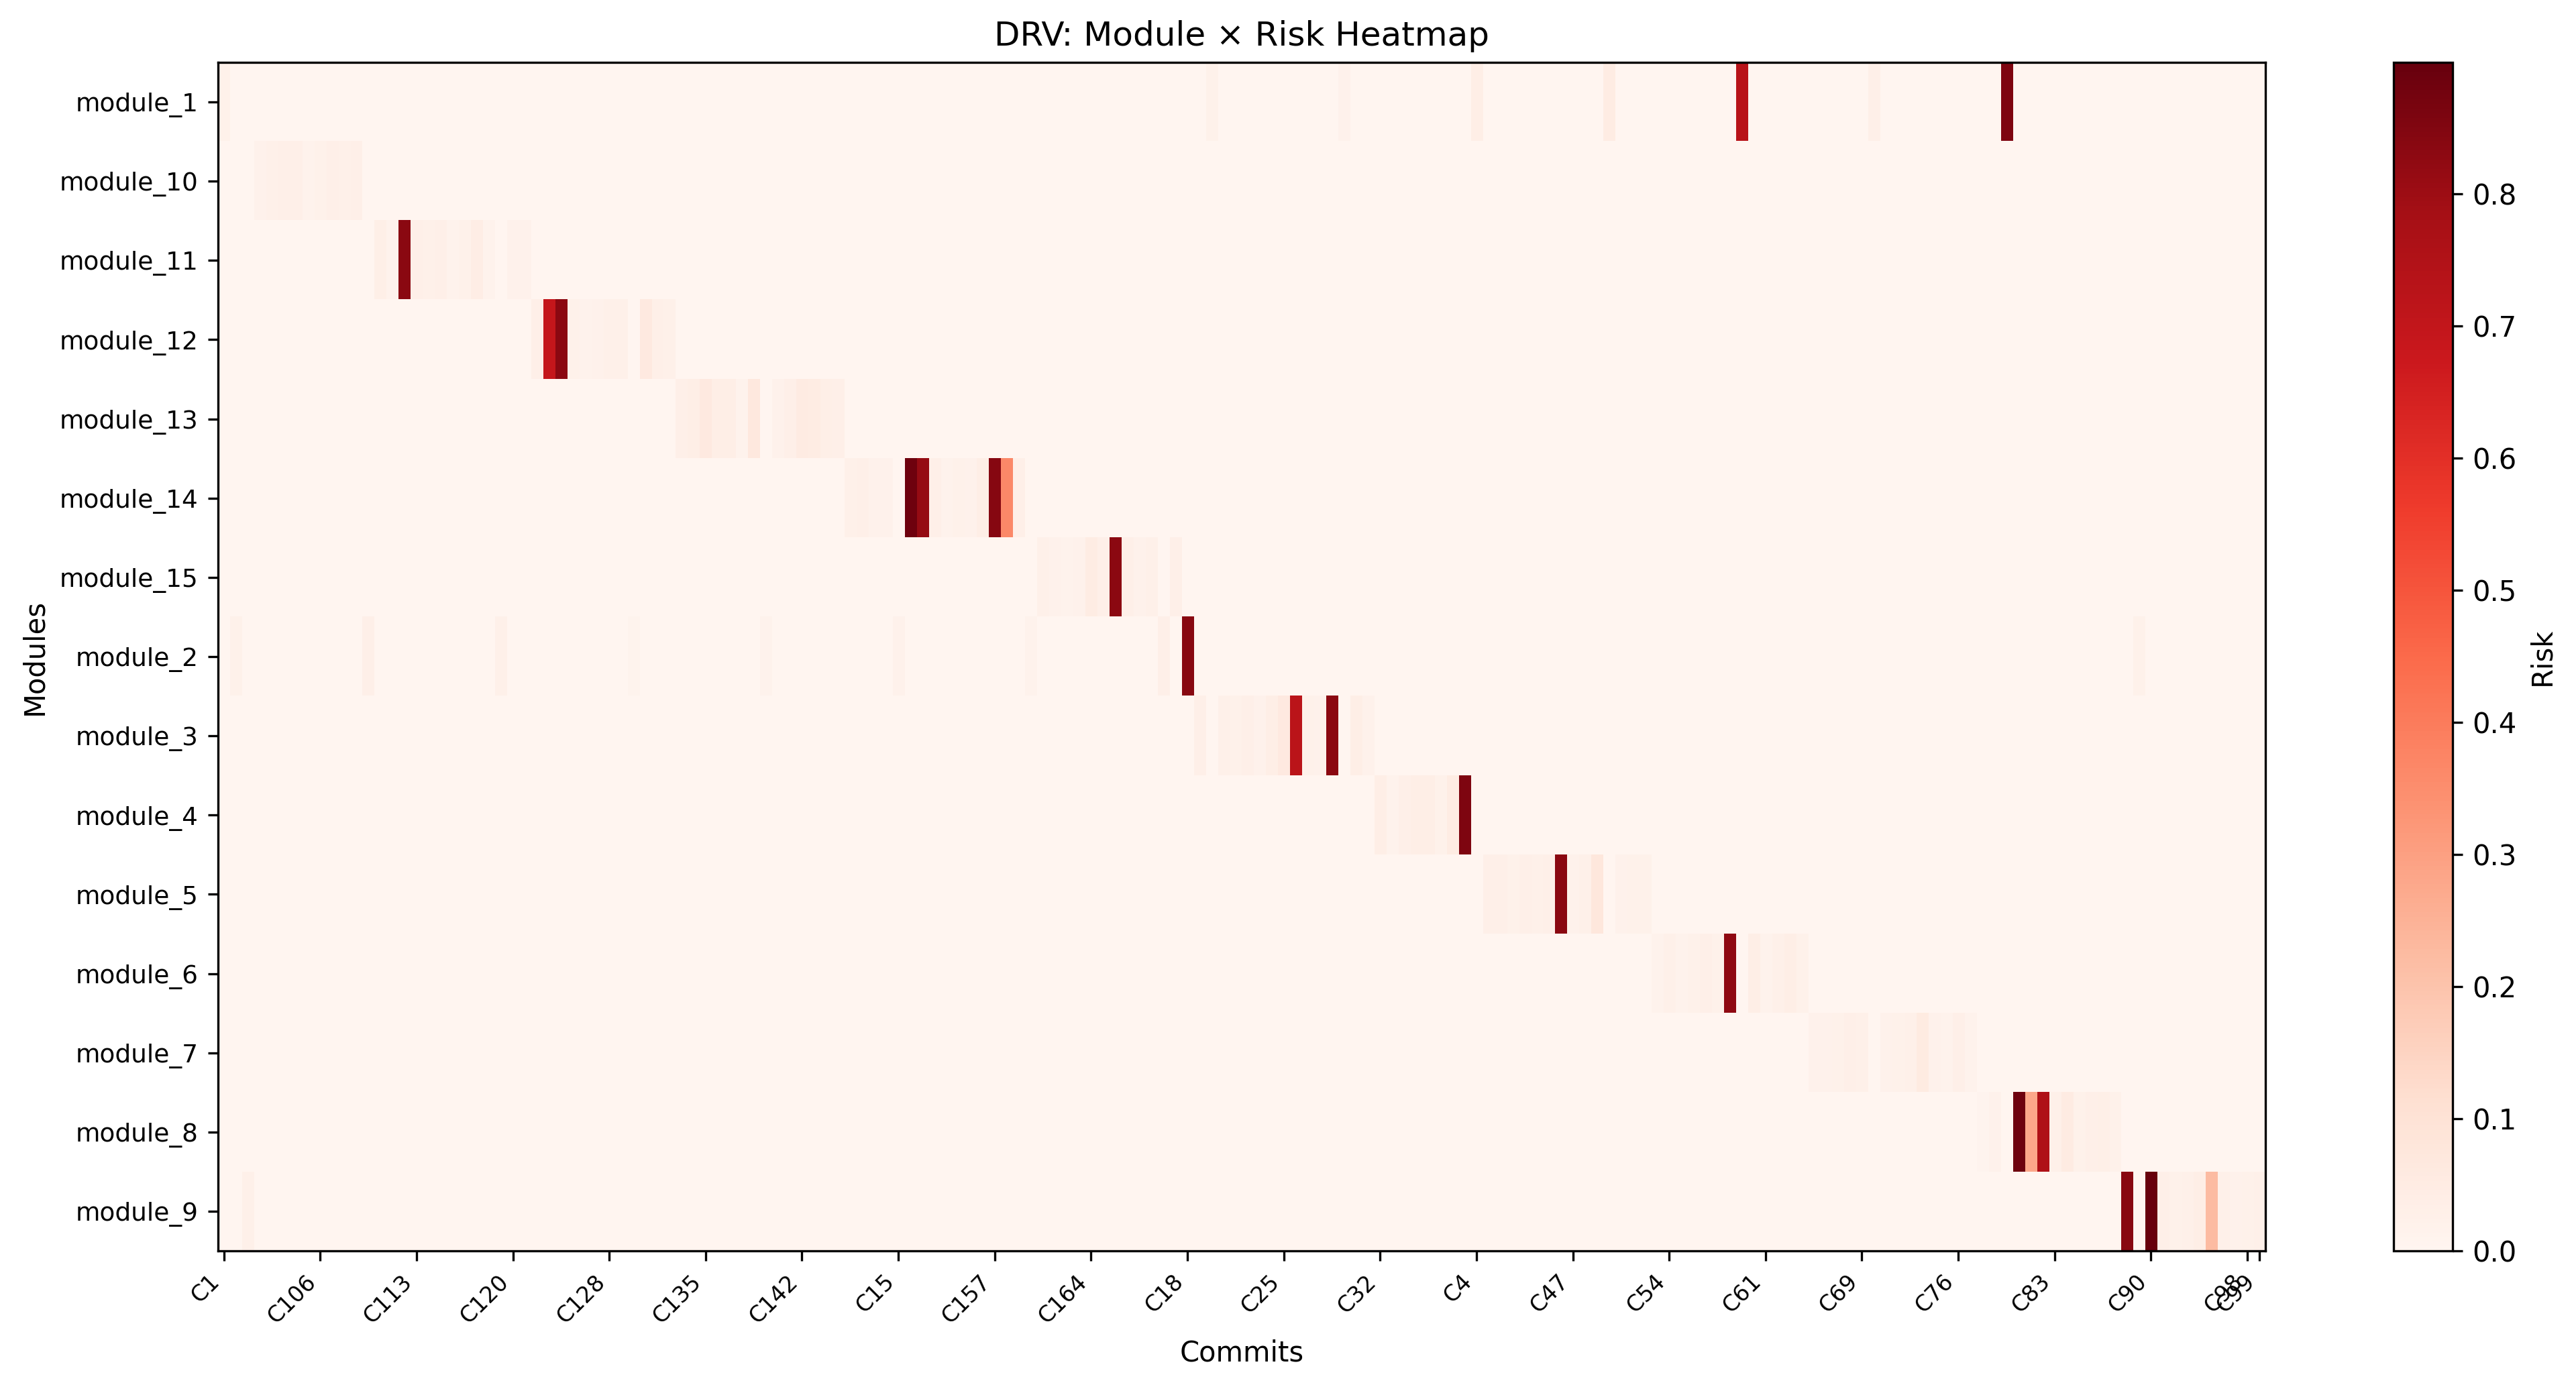 DRV: Module × Risk Heatmap
Modules
module_1
module_10
module_11
module_12
module_13
module_14
module_15
module_2
module_3
module_4
module_5
module_6
module_7
module_8
module_9
C1
C106
C113
C120
C128
C135
C142
C15
C157
C164
C18
C25
C32
C4
C47
C54
C61
C69
C76
C83
C90
C98
C99
Commits
0.8
0.7
0.6
0.5
0.4
0.3
0.2
0.1
0.0
Risk